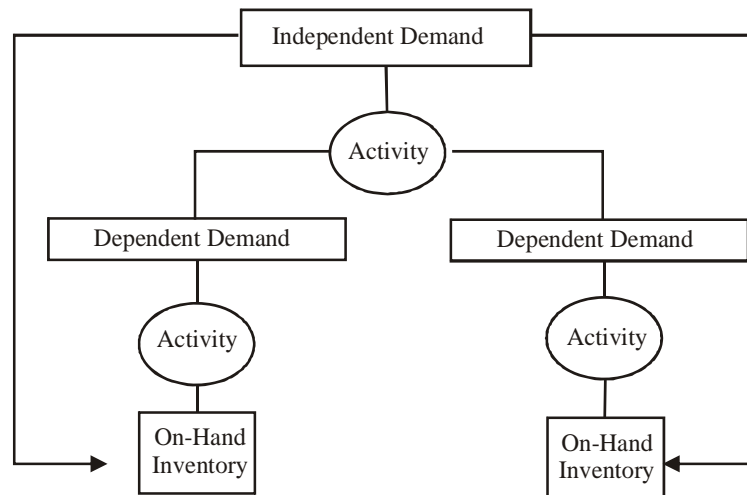 Independent Demand
Activity
Dependent Demand
Dependent Demand
Activity
Activity
On-Hand
Inventory
On-Hand
Inventory